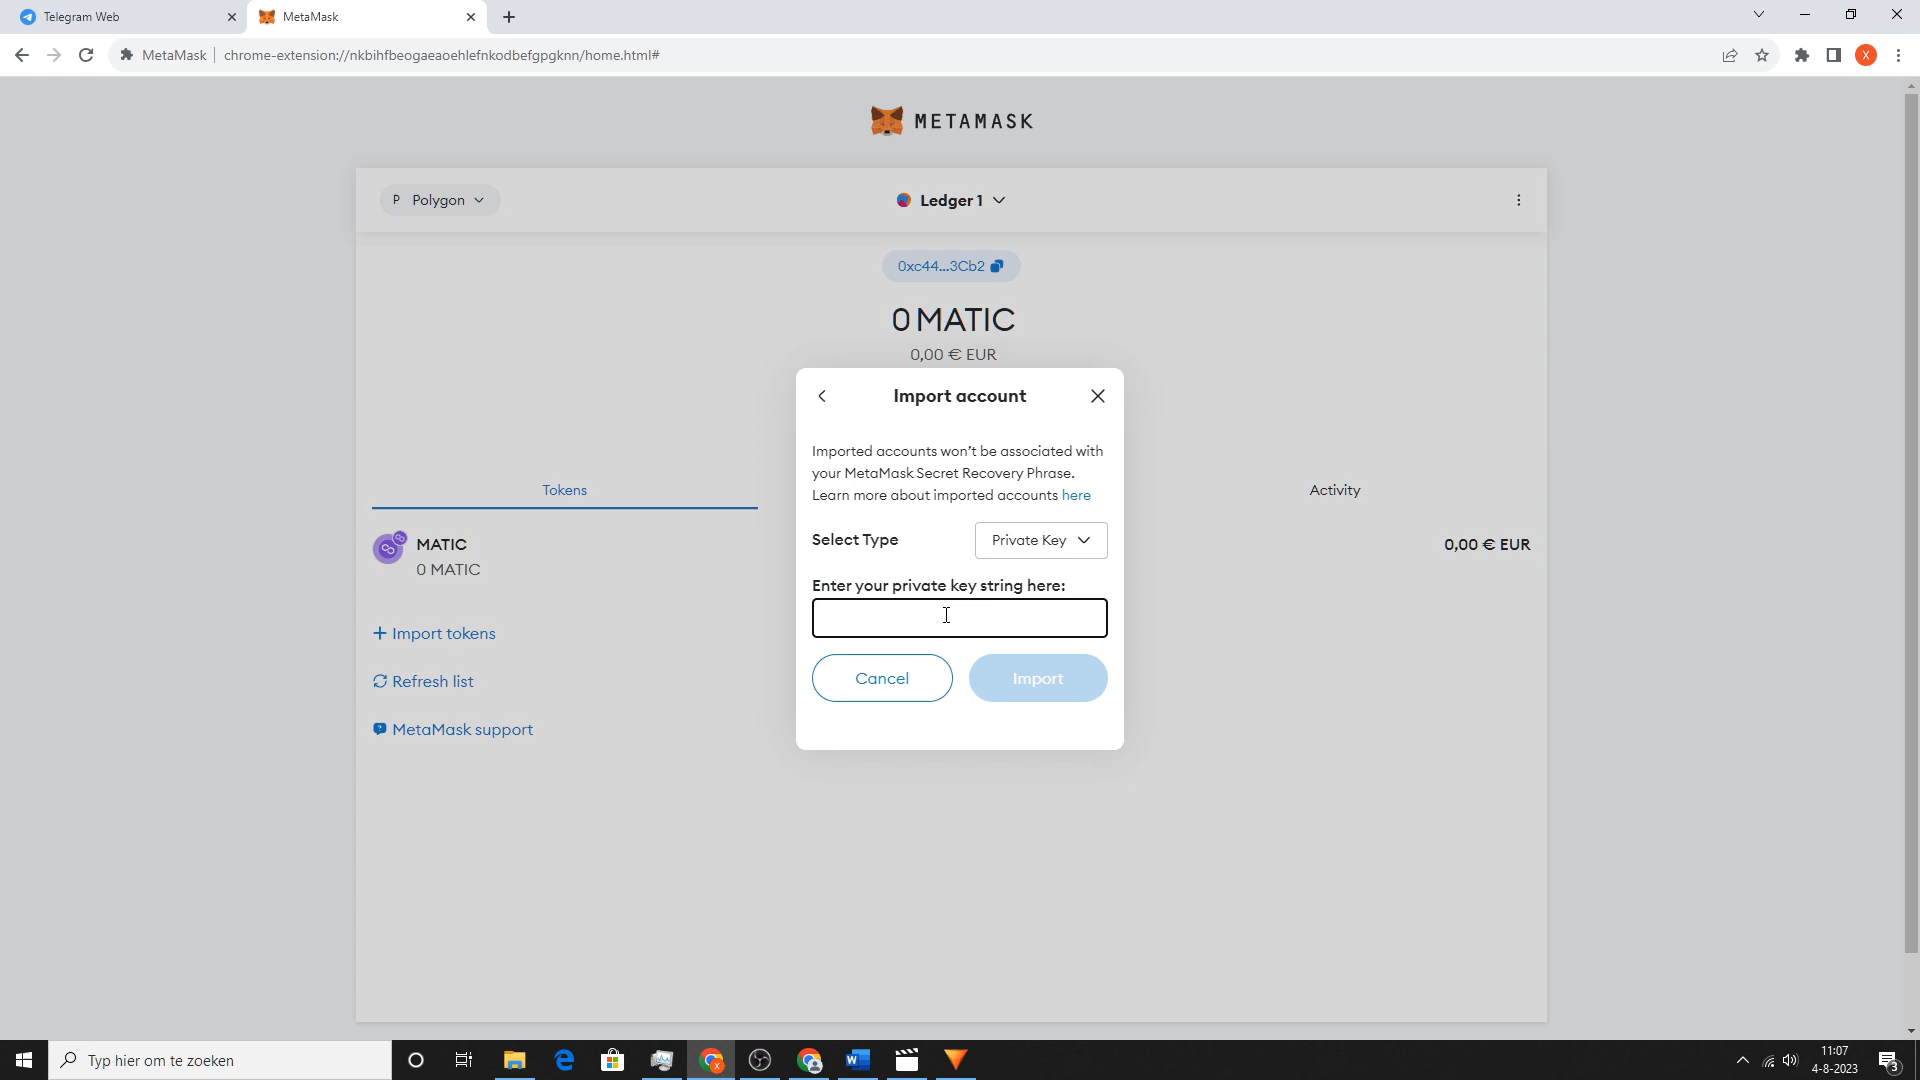 Telegram Web
MetaMask
MetaMask
chrome-extension://nkbihfbeogaeaoehlefnkodbefgpgknn/home.html#
X
METAMASK
P Polygon
Ledger 1
0xc44...3Cb2
0 MATIC
0,00 € EUR
Import account
Imported accounts won't be associated with
your MetaMask Secret Recovery Phrase.
Learn more about imported accounts here
Tokens
Activity
Select Type
Private Key
MATIC
0 MATIC
0,00 € EUR
Enter your private key string here:
Import tokens
Cancel
Import
Refresh list
MetaMask support
Typ hier om te zoeken
11:07
4-8-2023
3